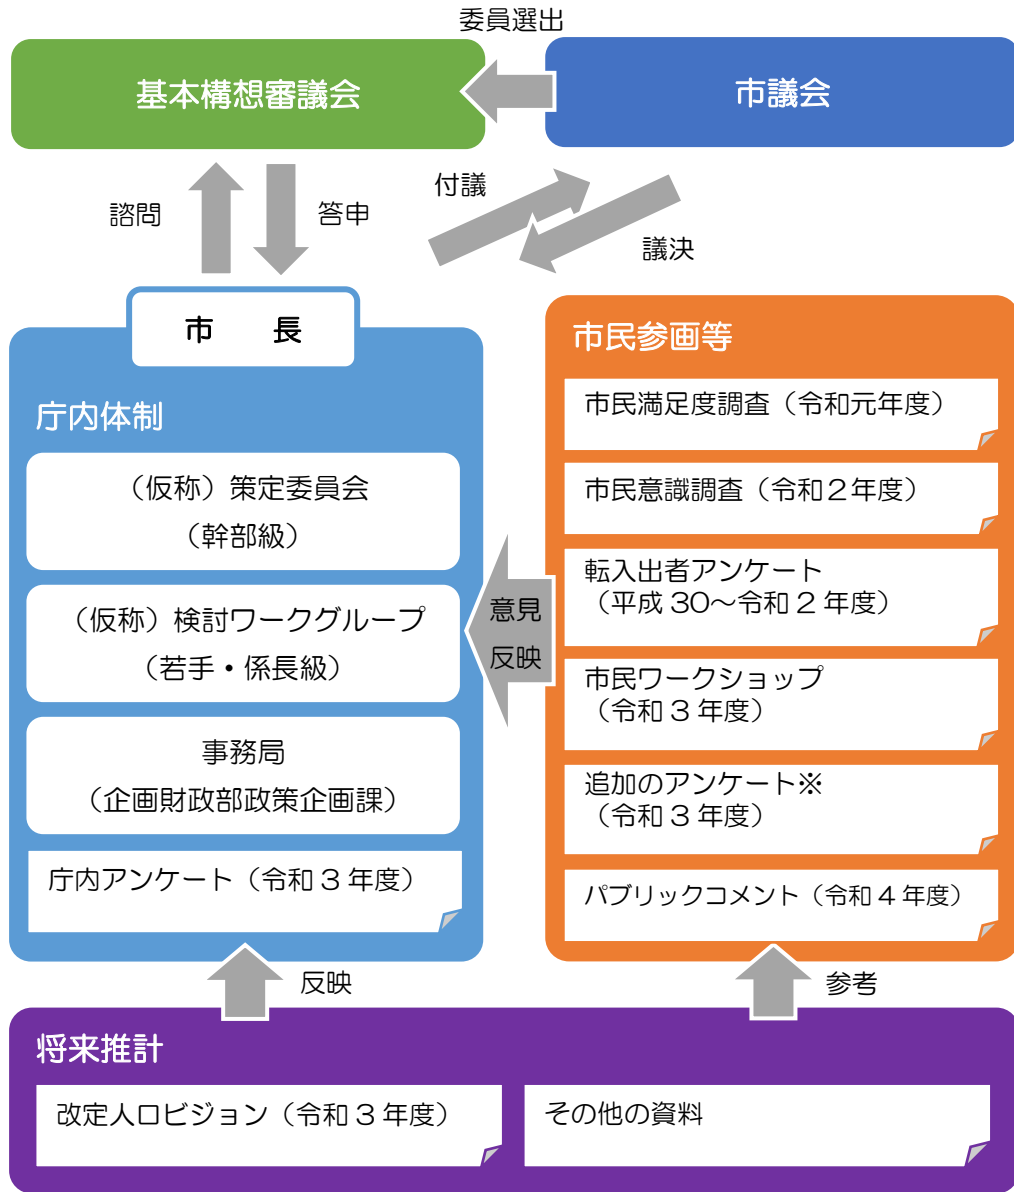 委員選出
基本構想審議会
市議会
諮問
答申
付議
議決
市　　長
庁内体制
（仮称）策定委員会
（幹部級）
（仮称）検討ワークグループ
（若手・係長級）
事務局
（企画財政部政策企画課）
庁内アンケート（令和３年度）
意見
反映
市民参画等
市民満足度調査（令和元年度）
市民意識調査（令和２年度）
転入出者アンケート
（平成 30～令和 2 年度）
市民ワークショップ
（令和 3 年度）
追加のアンケート※
（令和 3 年度）
パブリックコメント（令和 4 年度）
反映
参考
将来推計
改定人口ビジョン（令和 3 年度）
その他の資料